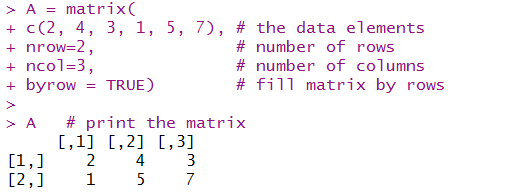 > A = matrix(
+ c(2, 4, 3, 1, 5, 7), # the data elements
+ nrow=2,              # number of rows
+ ncol=3,              # number of columns
+ byrow = TRUE)        # fill matrix by rows
>
> A   # print the matrix
     [,1] [,2] [,3]
[1,]    2    4    3
[2,]    1    5    7